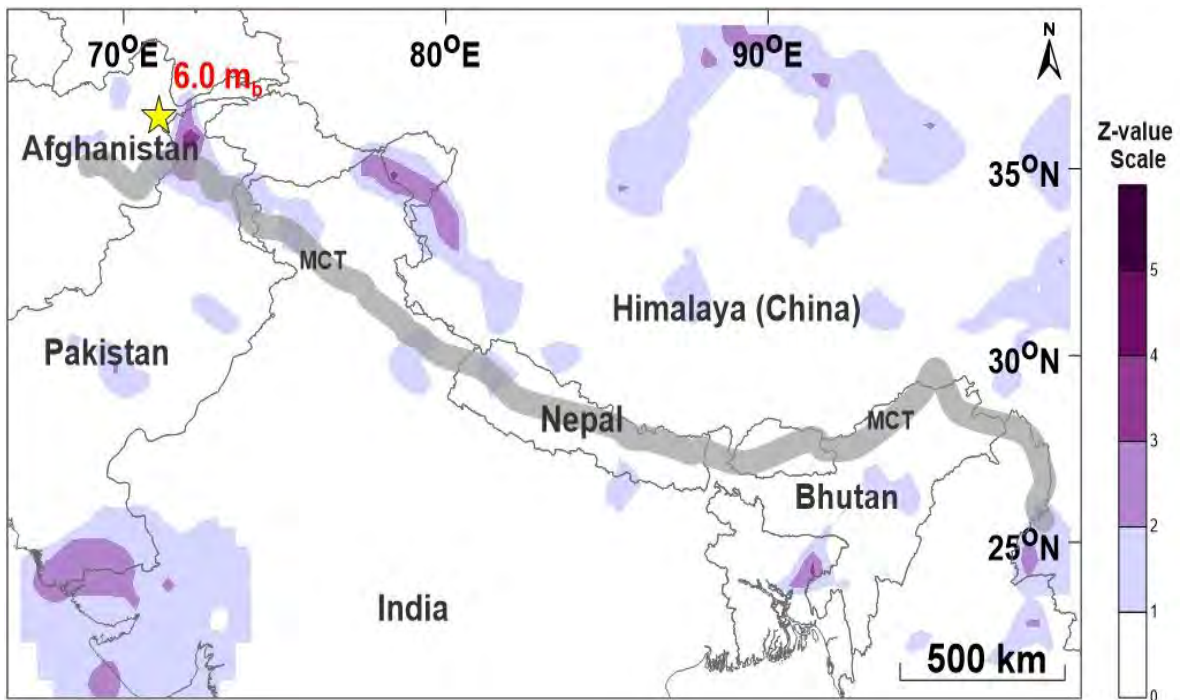 70°E
80°E
90°E
N
6.0 m_b
Z-value
Scale
Afghanistan
35°N
5
MCT
Himalaya (China)
4
Pakistan
30°N
Nepal
MCT
3
Bhutan
2
25°N
India
1
500 km
0